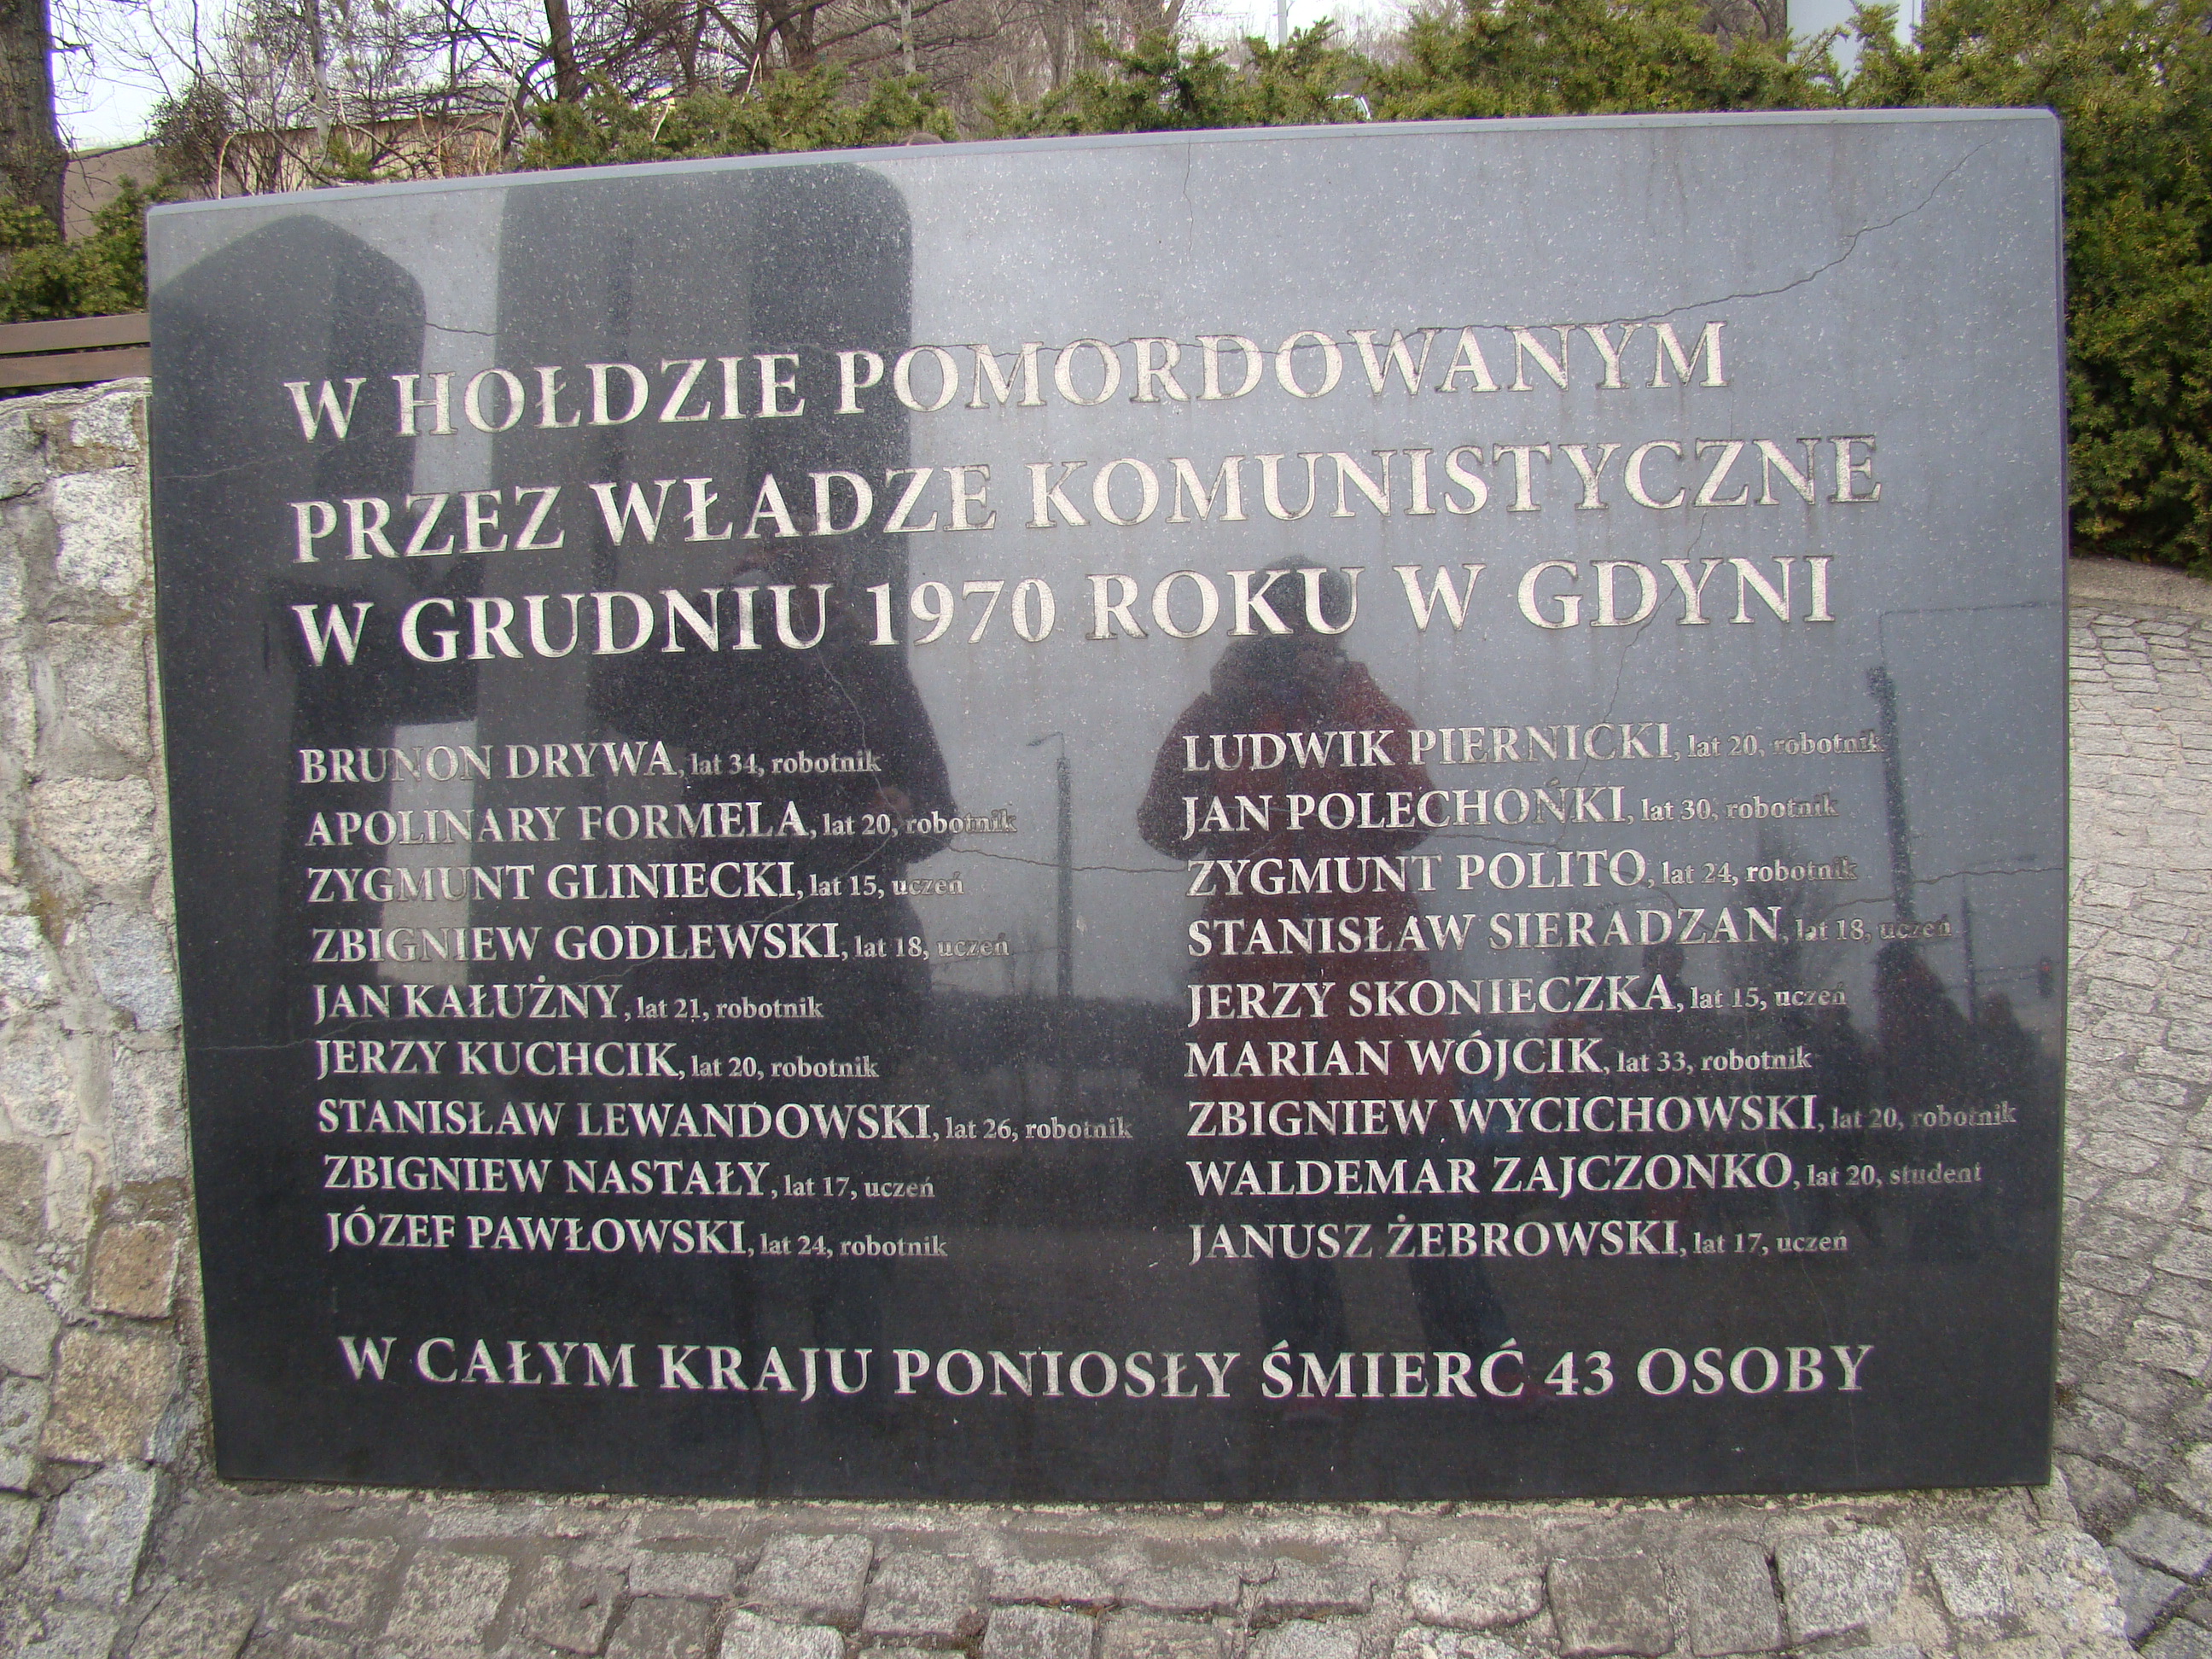 W HOŁDZIE POMORDOWANYM
PRZEZ WŁADZE KOMUNISTYCZNE
W GRUDNIU 1970 ROKU W GDYNI
BRUNON DRYWA, lat 34, robotnik
APOLINARY FORMELA, lat 20, robotnik
ZYGMUNT GLINIECKI, lat 15, uczeń
ZBIGNIEW GODLEWSKI, lat 18, uczeń
JAN KAŁUŻNY, lat 21, robotnik
JERZY KUCHCIK, lat 20, robotnik
STANISŁAW LEWANDOWSKI, lat 26, robotnik
ZBIGNIEW NASTAŁY, lat 17, uczeń
JÓZEF PAWŁOWSKI, lat 24, robotnik
LUDWIK PIERNICKI, lat 20, robotnik
JAN POLECHOŃKI, lat 30, robotnik
ZYGMUNT POLITO, lat 24, robotnik
STANISŁAW SIERADZAN, lat 18, uczeń
JERZY SKONIECZKA, lat 15, uczeń
MARIAN WÓJCIK, lat 33, robotnik
ZBIGNIEW WYCICHOWSKI, lat 20, robotnik
WALDEMAR ZAJCZONKO, lat 20, student
JANUSZ ŻEBROWSKI, lat 17, uczeń
W CAŁYM KRAJU PONIOSŁY ŚMIERĆ 43 OSOBY